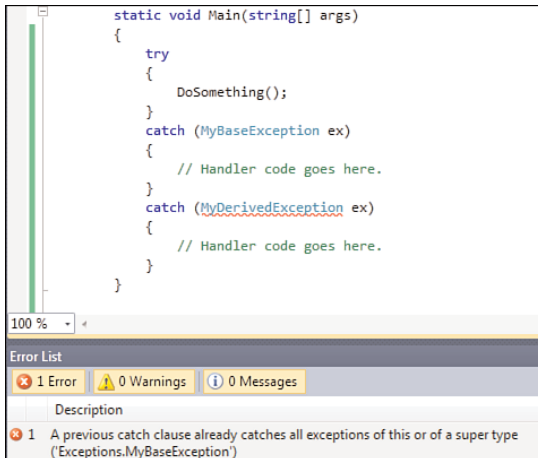 static void Main(string[] args)
{
try
{
DoSomething();
}
catch (MyBaseException ex)
{
// Handler code goes here.
}
catch (MyDerivedException ex)
{
// Handler code goes here.
}
}
100 %
Error List
1 Error 0 Warnings 0 Messages
Description
1 A previous catch clause already catches all exceptions of this or of a super type
('Exceptions.MyBaseException')